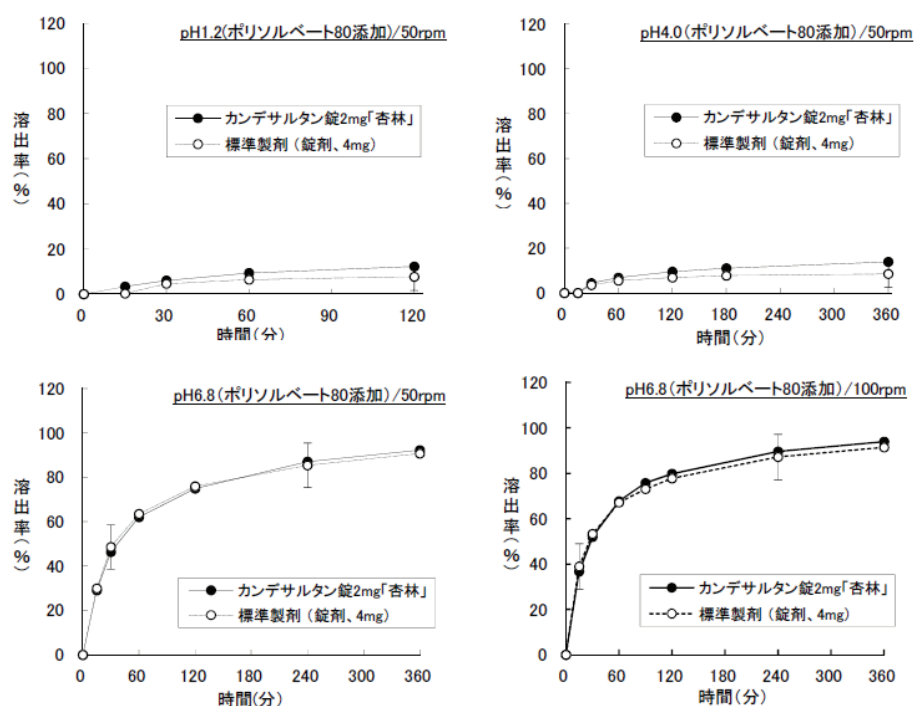 pH1.2(ポリソルベート80添加)/50rpm
120
100
80
60
40
20
0
溶出率(%)
カンデサルタン錠2mg「杏林」
標準製剤 (錠剤、4mg)
0 30 60 90 120
時間(分)
pH4.0(ポリソルベート80添加)/50rpm
120
100
80
60
40
20
0
溶出率(%)
カンデサルタン錠2mg「杏林」
標準製剤 (錠剤、4mg)
0 60 120 180 240 300 360
時間(分)
pH6.8(ポリソルベート80添加)/50rpm
120
100
80
60
40
20
0
溶出率(%)
カンデサルタン錠2mg「杏林」
標準製剤 (錠剤、4mg)
0 60 120 180 240 300 360
時間(分)
pH6.8(ポリソルベート80添加)/100rpm
120
100
80
60
40
20
0
溶出率(%)
カンデサルタン錠2mg「杏林」
標準製剤 (錠剤、4mg)
0 60 120 180 240 300 360
時間(分)